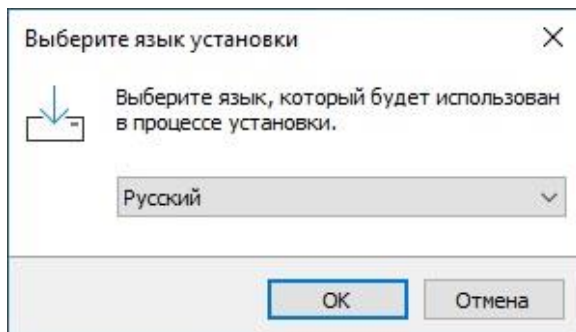 Выберите язык установки
Выберите язык, который будет использован
в процессе установки.
Русский
OK
Отмена